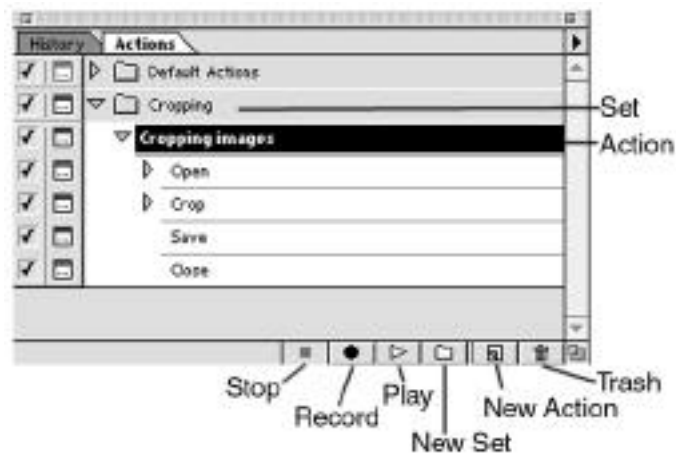 History Actions
Default Actions
Cropping
Set
Cropping images
Action
Open
Crop
Save
Close
Stop
Record
Play
New Set
New Action
Trash